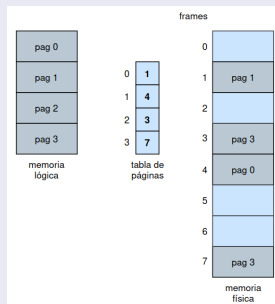 frames
pag 0
pag 1
pag 2
pag 3
memoria
lógica
0 1
1 4
2 3
3 7
tabla de
páginas
0
1 pag 1
2
3 pag 3
4 pag 0
5
6
7 pag 3
memoria
física